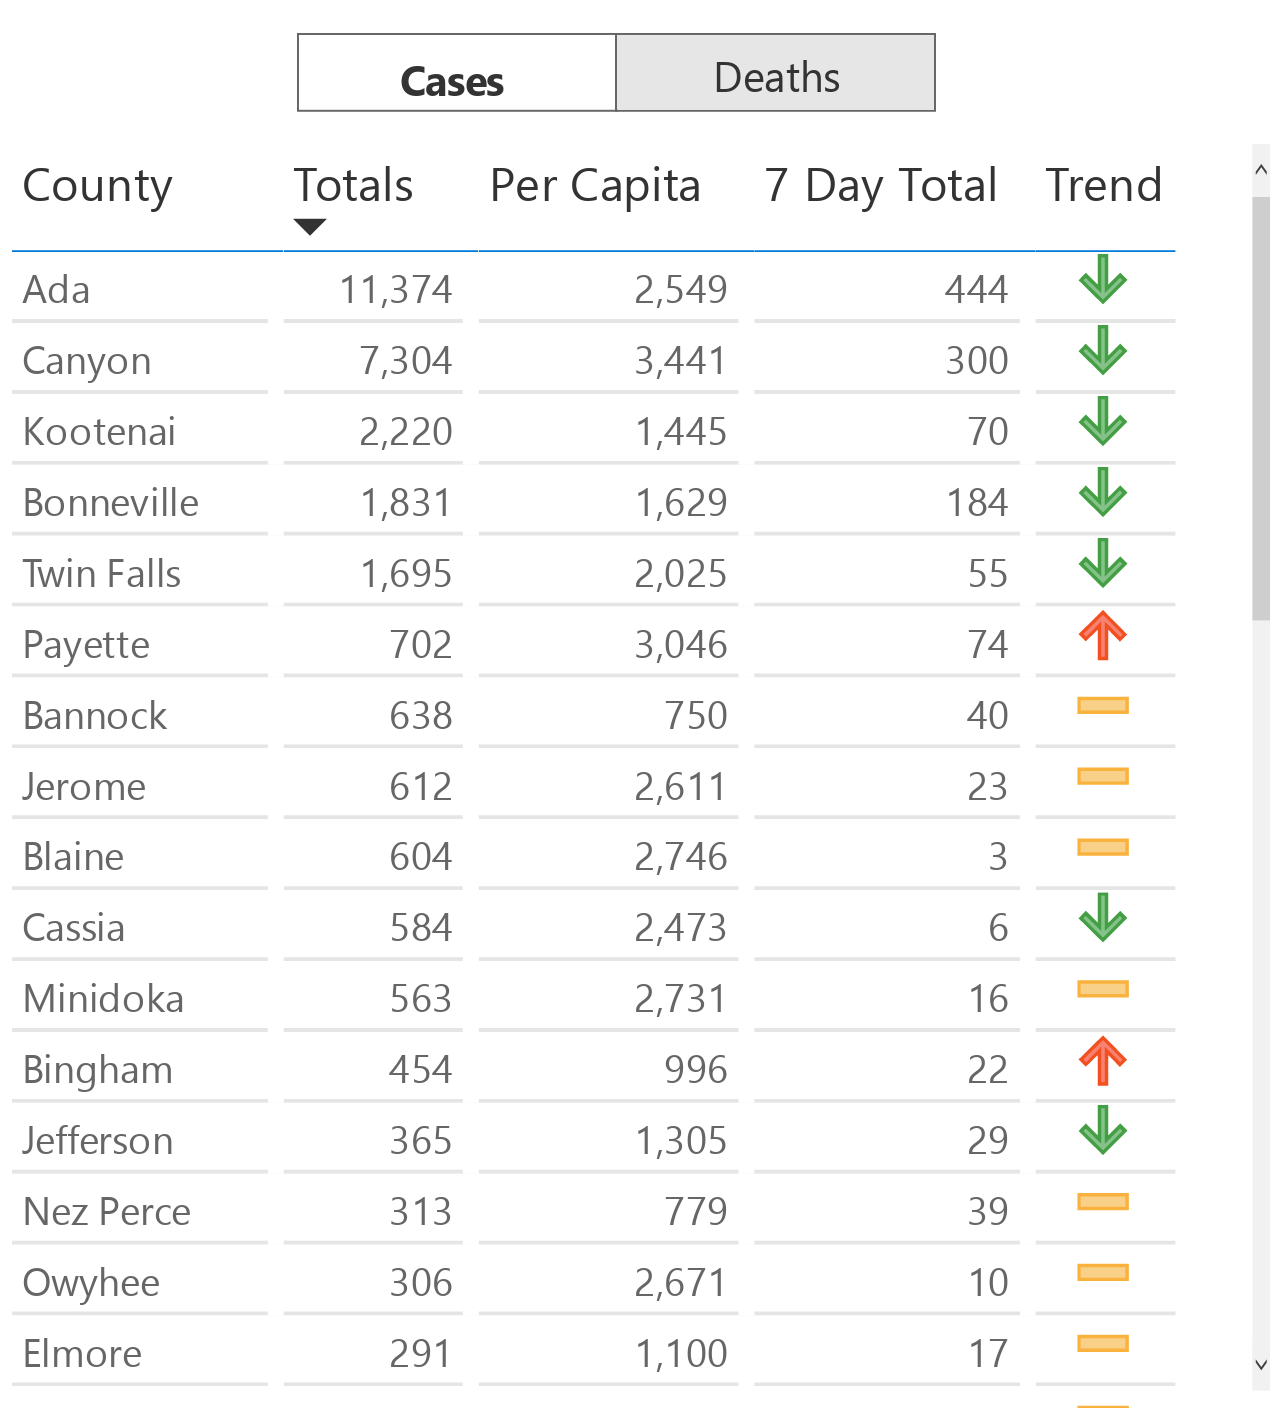 Cases Deaths
County Totals Per Capita 7 Day Total Trend
Ada 11,374 2,549 444
Canyon 7,304 3,441 300
Kootenai 2,220 1,445 70
Bonneville 1,831 1,629 184
Twin Falls 1,695 2,025 55
Payette 702 3,046 74
Bannock 638 750 40
Jerome 612 2,611 23
Blaine 604 2,746 3
Cassia 584 2,473 6
Minidoka 563 2,731 16
Bingham 454 996 22
Jefferson 365 1,305 29
Nez Perce 313 779 39
Owyhee 306 2,671 10
Elmore 291 1,100 17